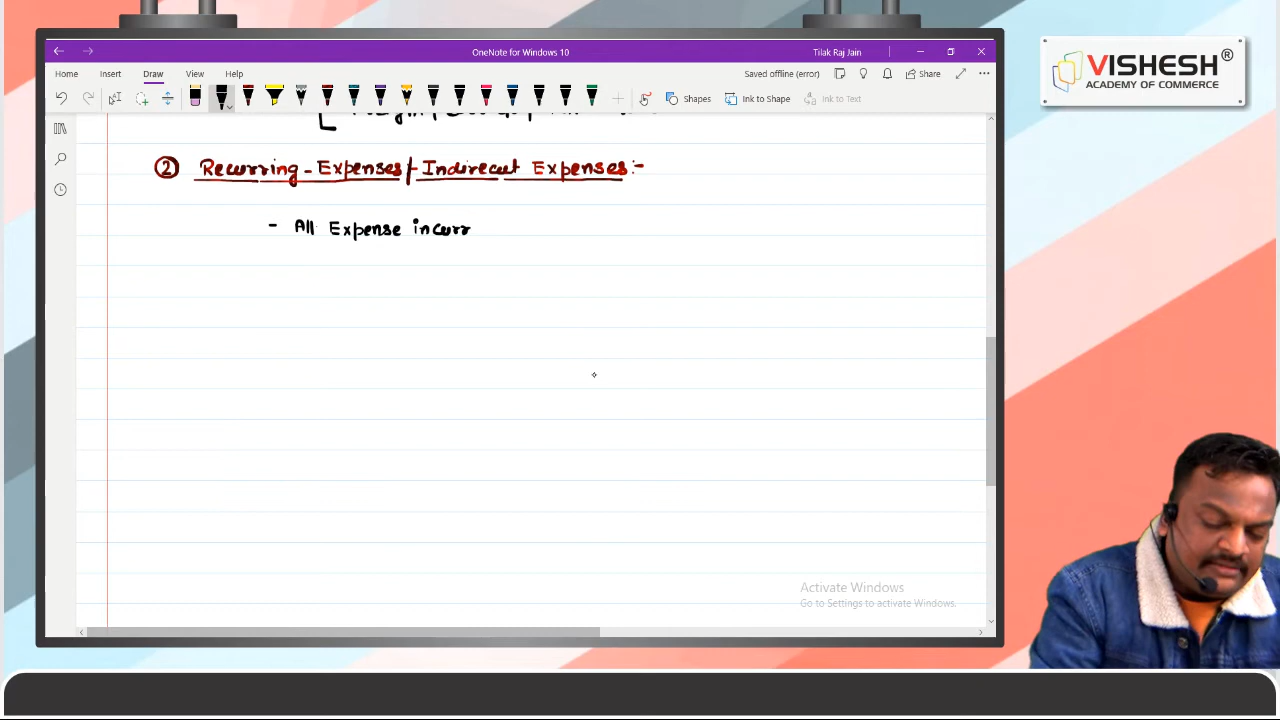 OneNote for Windows 10
Tilak Raj Jain
VISHESH®
ACADEMY OF COMMERCE
Home Insert Draw View Help
Saved offline (error)
Share
Shapes
Ink to Shape
Ink to Text
② Recurring - Expenses / Indirecut Expenses :-
- All Expense incurr
Activate Windows
Go to Settings to activate Windows.